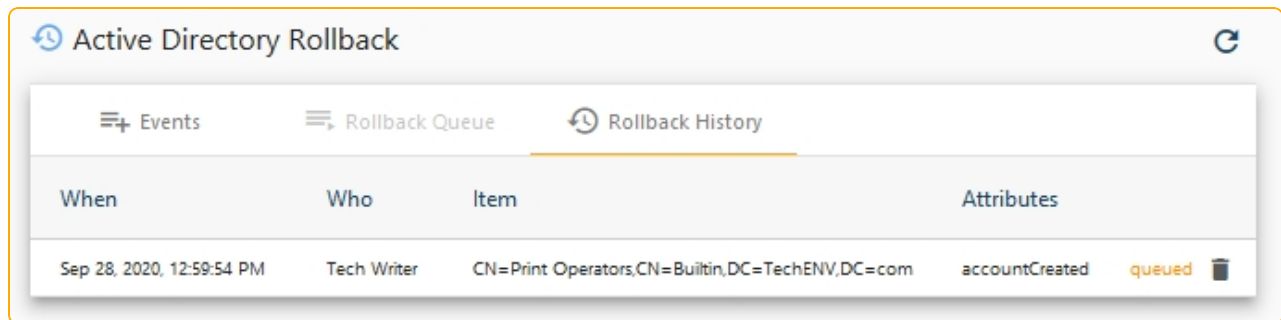 Active Directory Rollback
Events Rollback Queue Rollback History
When Who Item Attributes
Sep 28, 2020, 12:59:54 PM Tech Writer CN=Print Operators,CN=Builtin,DC=TechENV,DC=com accountCreated queued